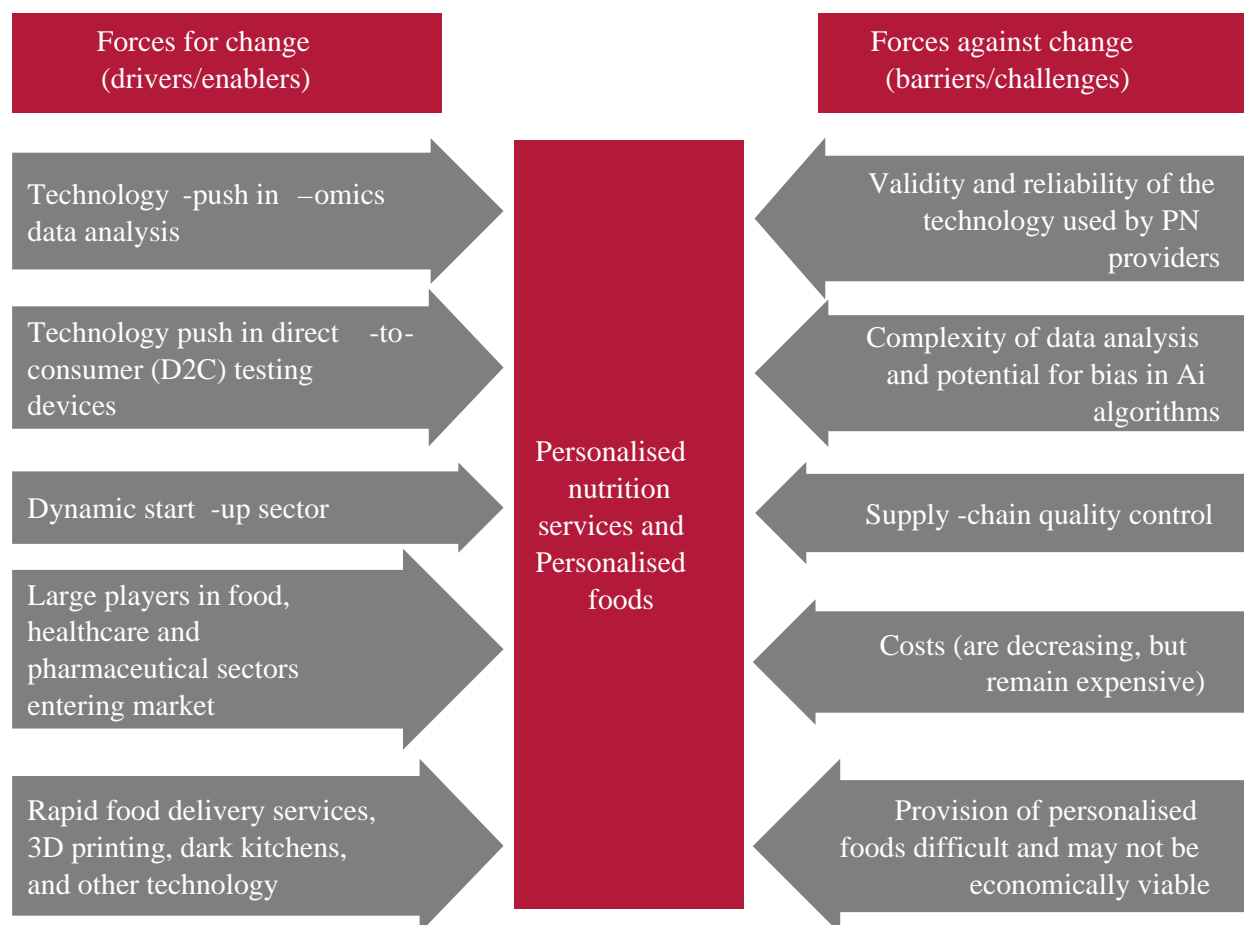 Forces for change
(drivers/enablers)
Forces against change
(barriers/challenges)
Technology -push in –omics
data analysis
Technology push in direct -to-
consumer (D2C) testing
devices
Dynamic start -up sector
Large players in food,
healthcare and
pharmaceutical sectors
entering market
Rapid food delivery services,
3D printing, dark kitchens,
and other technology
Personalised
nutrition
services and
Personalised
foods
Validity and reliability of the
technology used by PN
providers
Complexity of data analysis
and potential for bias in Ai
algorithms
Supply -chain quality control
Costs (are decreasing, but
remain expensive)
Provision of personalised
foods difficult and may not be
economically viable